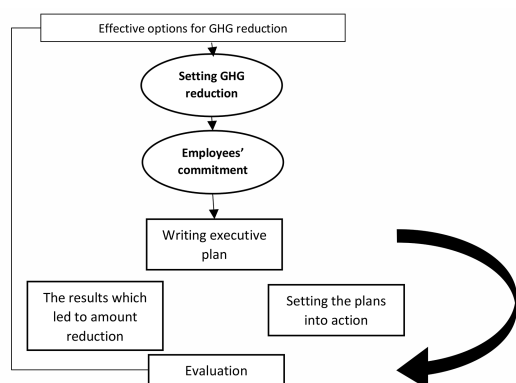 Effective options for GHG reduction
Setting GHG
reduction
Employees’
commitment
Writing executive
plan
The results which
led to amount
reduction
Setting the plans
into action
Evaluation